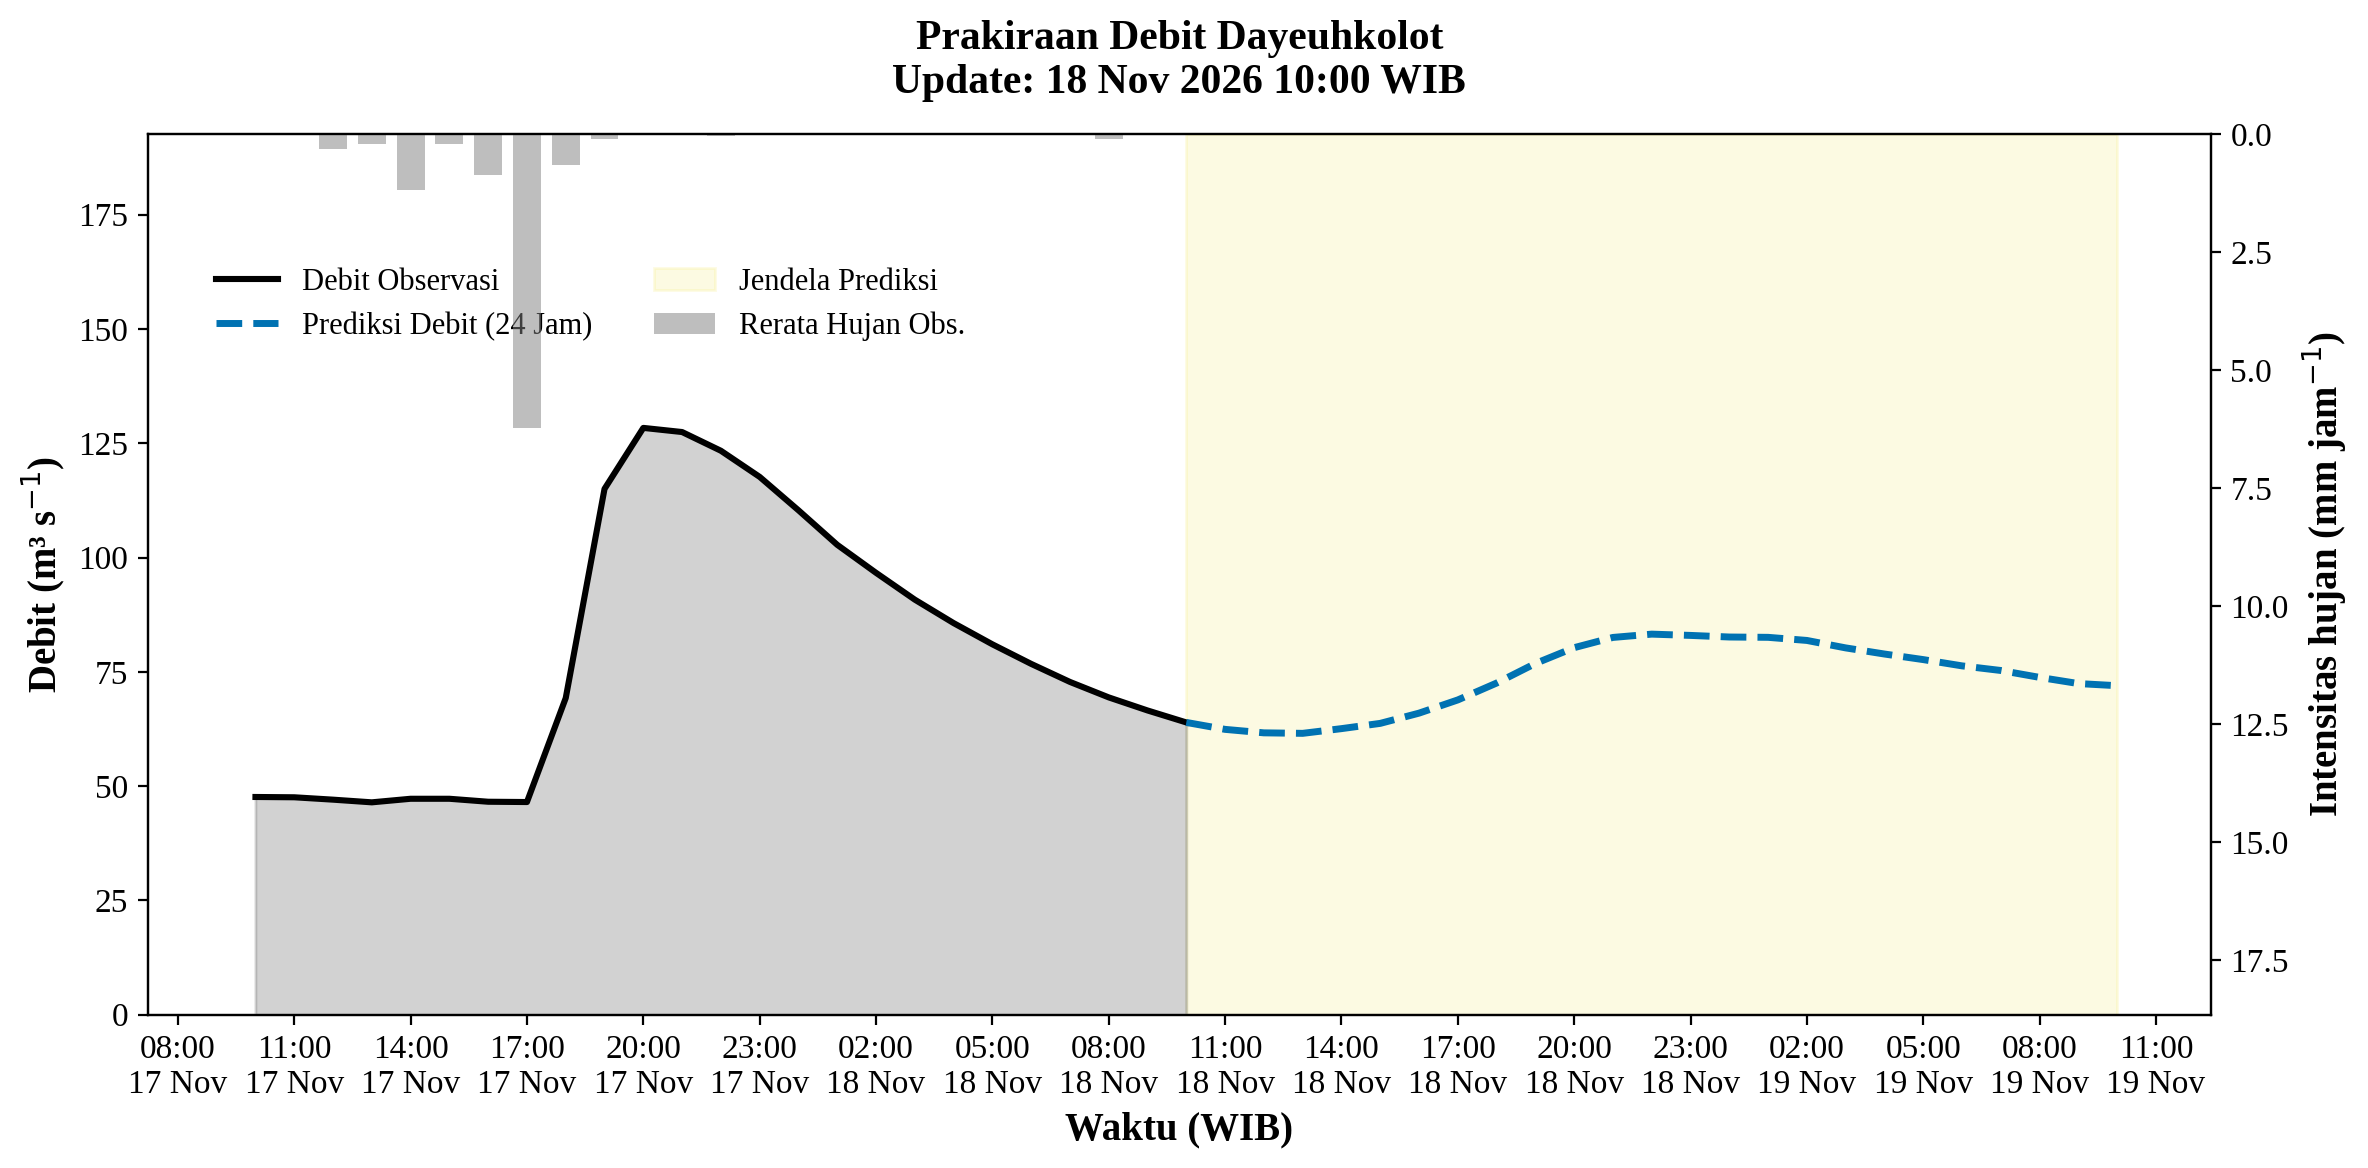 Prakiraan Debit Dayeuhkolot
Update: 18 Nov 2026 10:00 WIB
Debit (m³ s⁻¹)
175
150
125
100
75
50
25
0
Debit Observasi
Prediksi Debit (24 Jam)
Jendela Prediksi
Rerata Hujan Obs.
0.0
2.5
5.0
7.5
10.0
12.5
15.0
17.5
Intensitas hujan (mm jam⁻¹)
08:00 11:00 14:00 17:00 20:00 23:00 02:00 05:00 08:00 11:00 14:00 17:00 20:00 23:00 02:00 05:00 08:00 11:00
17 Nov 17 Nov 17 Nov 17 Nov 17 Nov 17 Nov 18 Nov 18 Nov 18 Nov 18 Nov 18 Nov 18 Nov 18 Nov 18 Nov 19 Nov 19 Nov 19 Nov 19 Nov
Waktu (WIB)